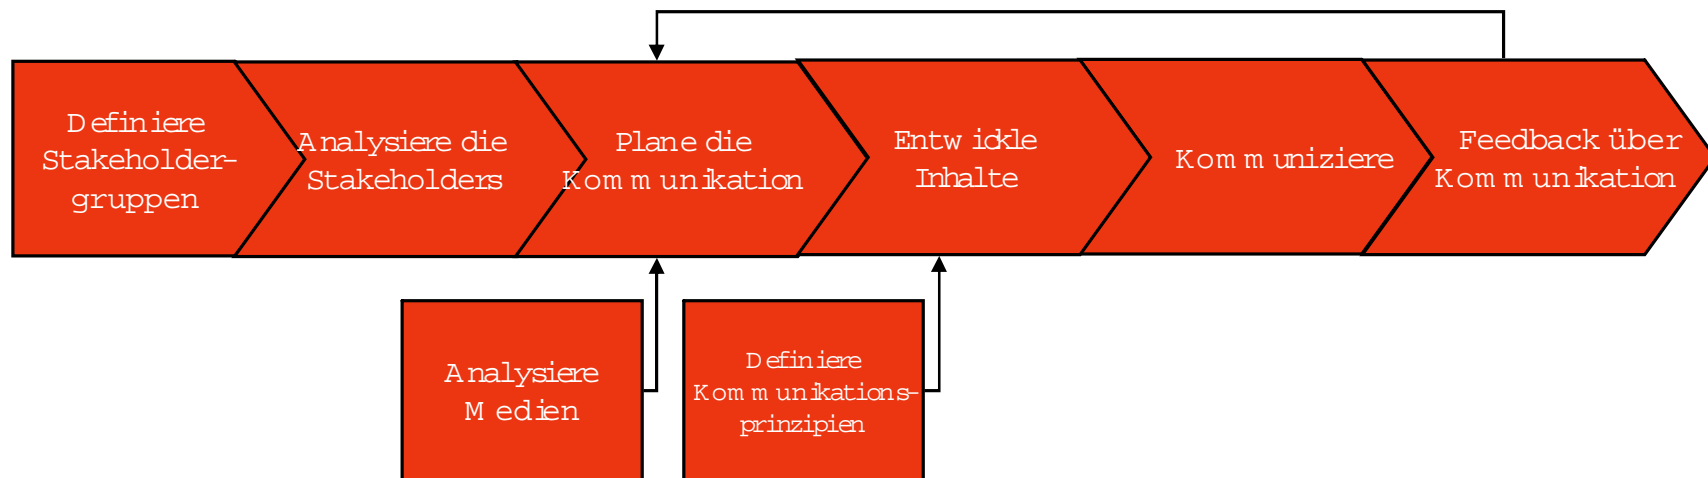 Definiere
Stakeholder-
gruppen
Analysiere die
Stakeholders
Plane die
Kommunikation
Entwickle
Inhalte
Kommuniziere
Feedback über
Kommunikation
Analysiere
Medien
Definiere
Kommunikations-
prinzipien